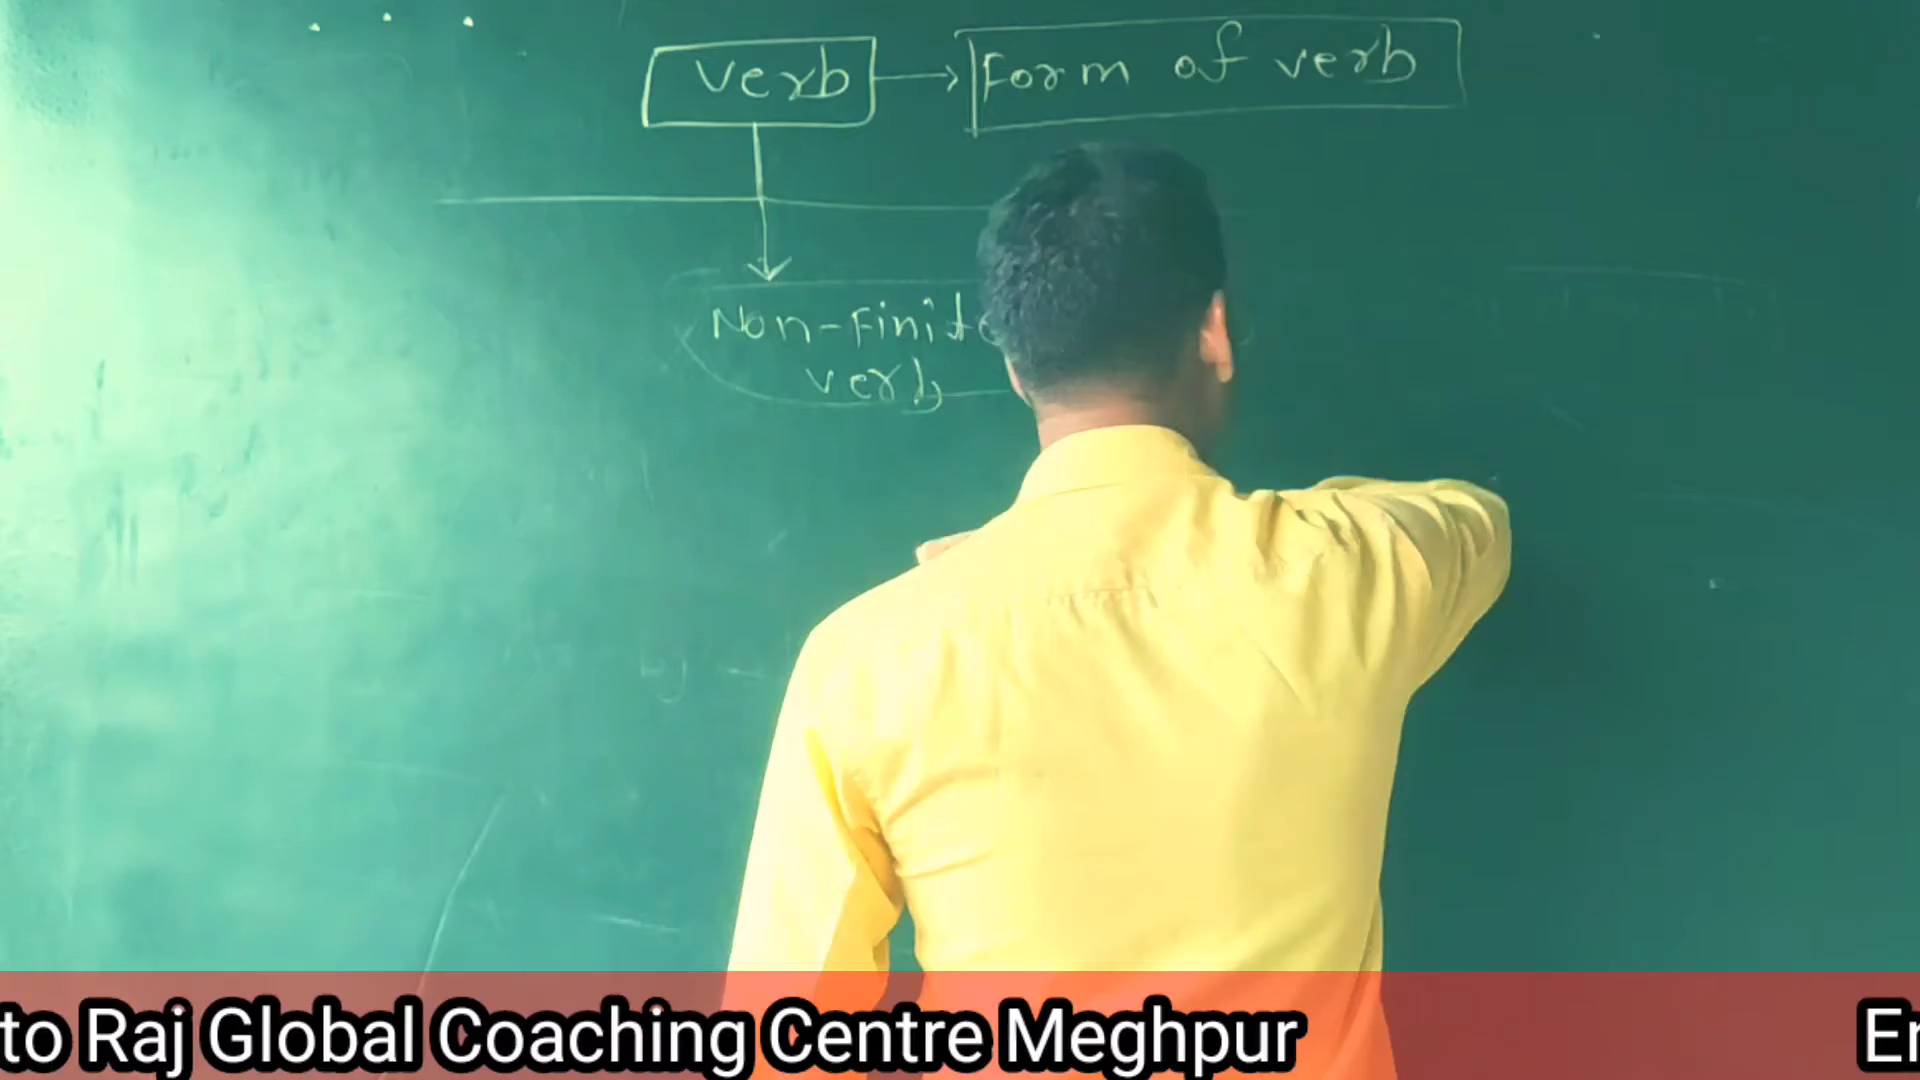 verb → Form of verb
Non-Finite
verb
to Raj Global Coaching Centre Meghpur